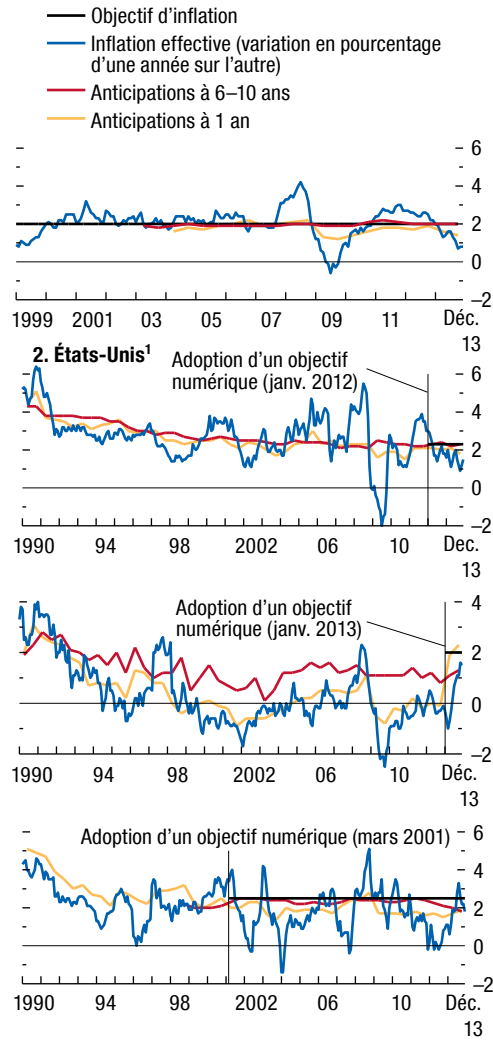 Objectif d'inflation
Inflation effective (variation en pourcentage
d'une année sur l'autre)
Anticipations à 6–10 ans
Anticipations à 1 an
6
4
2
0
–2
1999 2001 03 05 07 09 11 Déc.
13
2. États-Unis¹
Adoption d'un objectif
numérique (janv. 2012)
6
4
2
0
–2
1990 94 98 2002 06 10 Déc.
13
Adoption d'un objectif
numérique (janv. 2013)
4
2
0
–2
1990 94 98 2002 06 10 Déc.
13
Adoption d'un objectif numérique (mars 2001)
6
4
2
0
–2
1990 94 98 2002 06 10 Déc.
13